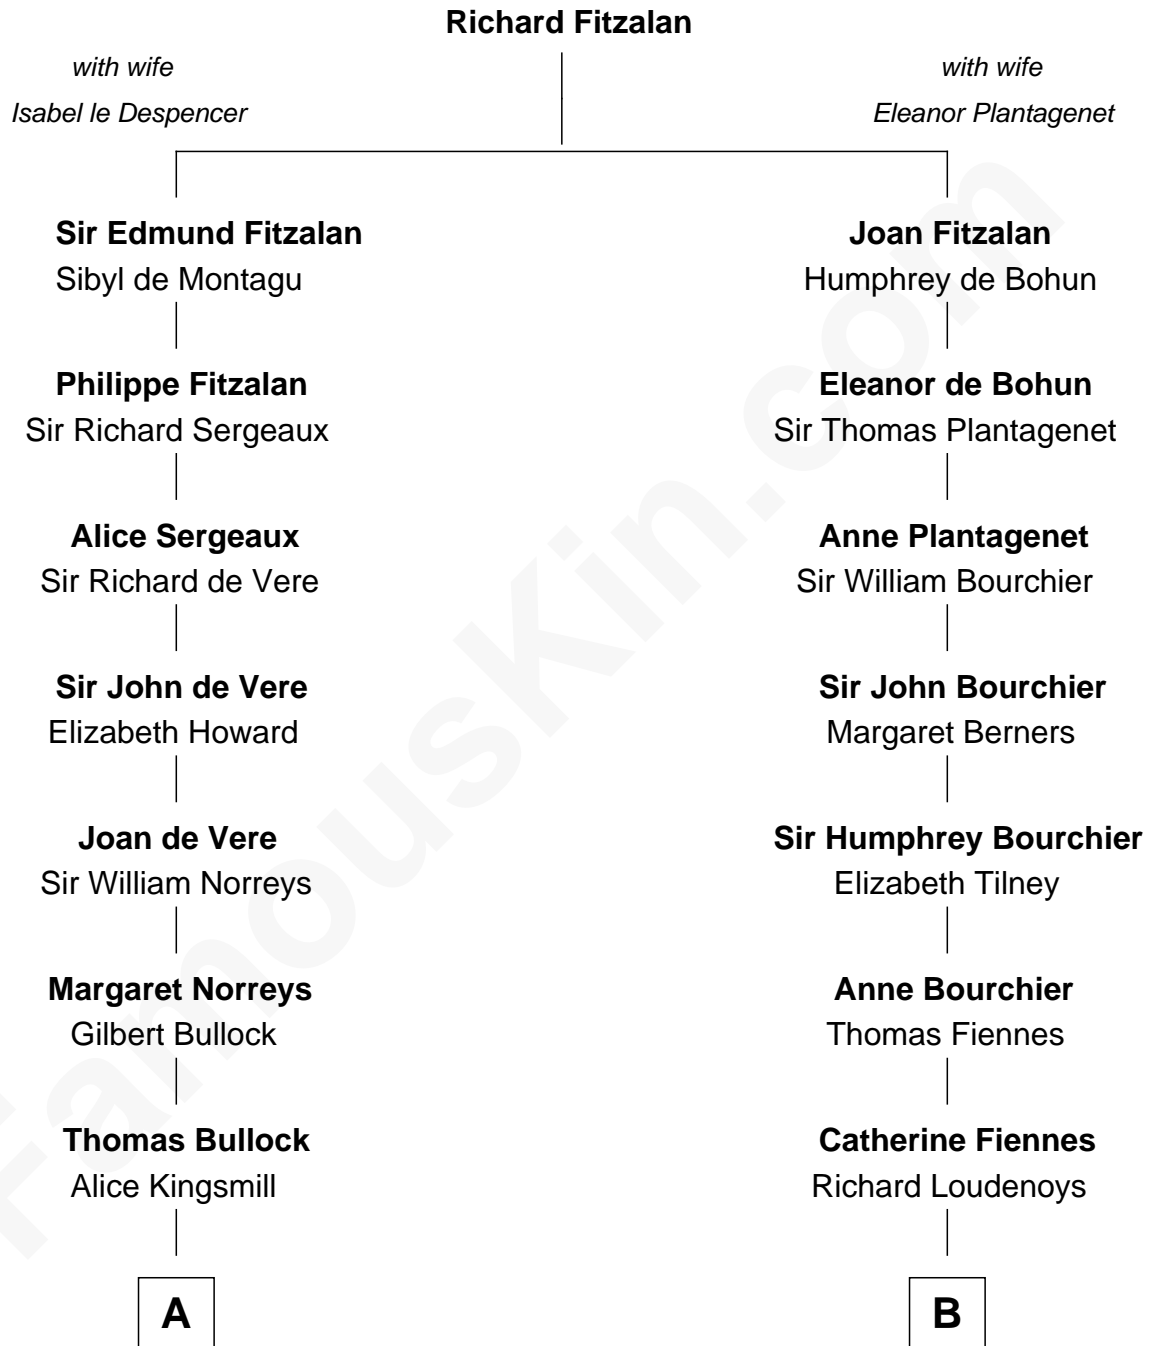 Richard Fitzalan
with wife
Isabel le Despencer
with wife
Eleanor Plantagenet
Sir Edmund Fitzalan
Sibyl de Montagu
Joan Fitzalan
Humphrey de Bohun
Philippe Fitzalan
Sir Richard Sergeaux
Eleanor de Bohun
Sir Thomas Plantagenet
Alice Sergeaux
Sir Richard de Vere
Anne Plantagenet
Sir William Bourchier
Sir John de Vere
Elizabeth Howard
Sir John Bourchier
Margaret Berners
Joan de Vere
Sir William Norreys
Sir Humphrey Bourchier
Elizabeth Tilney
Margaret Norreys
Gilbert Bullock
Anne Bourchier
Thomas Fiennes
Thomas Bullock
Alice Kingsmill
Catherine Fiennes
Richard Loudenoys
A
B
FamousKin.com